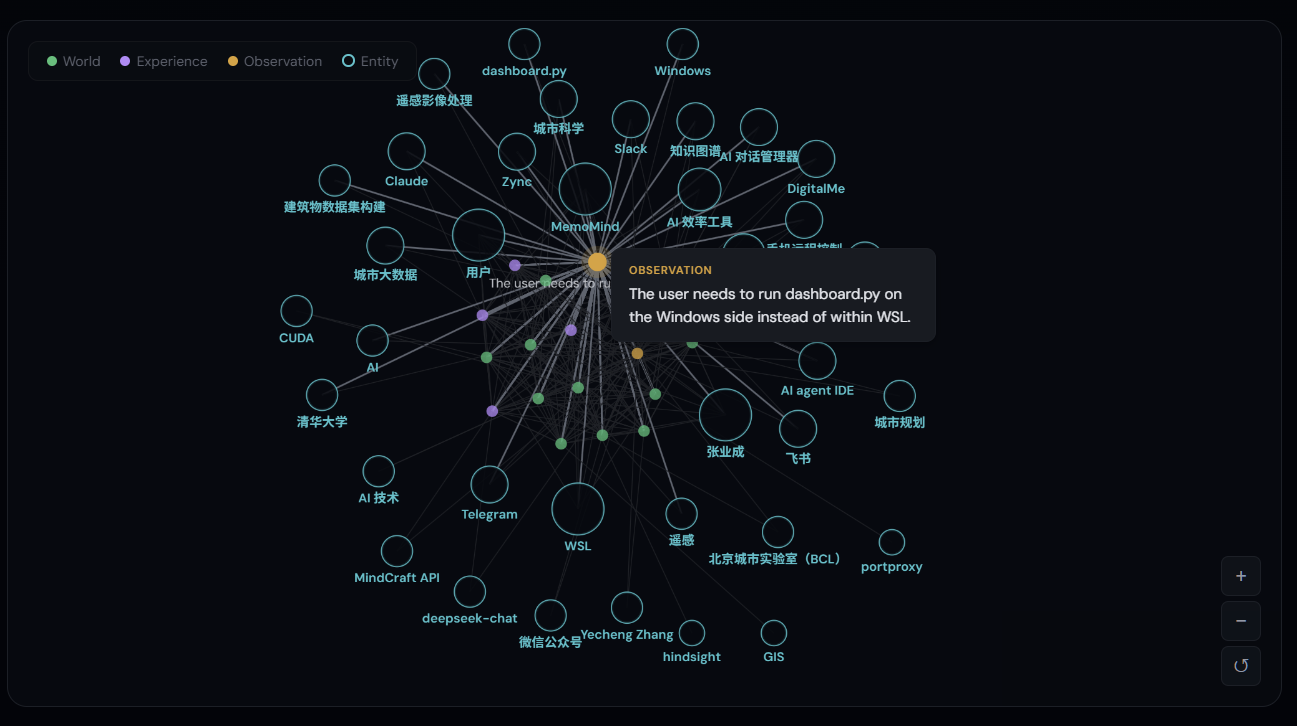 World
Experience
Observation
Entity
dashboard.py
Windows
遥感影像处理
城市科学
Slack
知识图谱
AI 对话管理器
Claude
Zync
DigitalMe
建筑物数据集构建
MemoMind
AI 效率工具
手机远程控制
城市大数据
用户
The user needs to ru
OBSERVATION
The user needs to run dashboard.py on
the Windows side instead of within WSL.
CUDA
AI
AI agent IDE
清华大学
城市规划
张业成
飞书
AI 技术
Telegram
WSL
遥感
北京城市实验室（BCL）
portproxy
MindCraft API
deepseek-chat
微信公众号
Yecheng Zhang
hindsight
GIS
+
−
↺